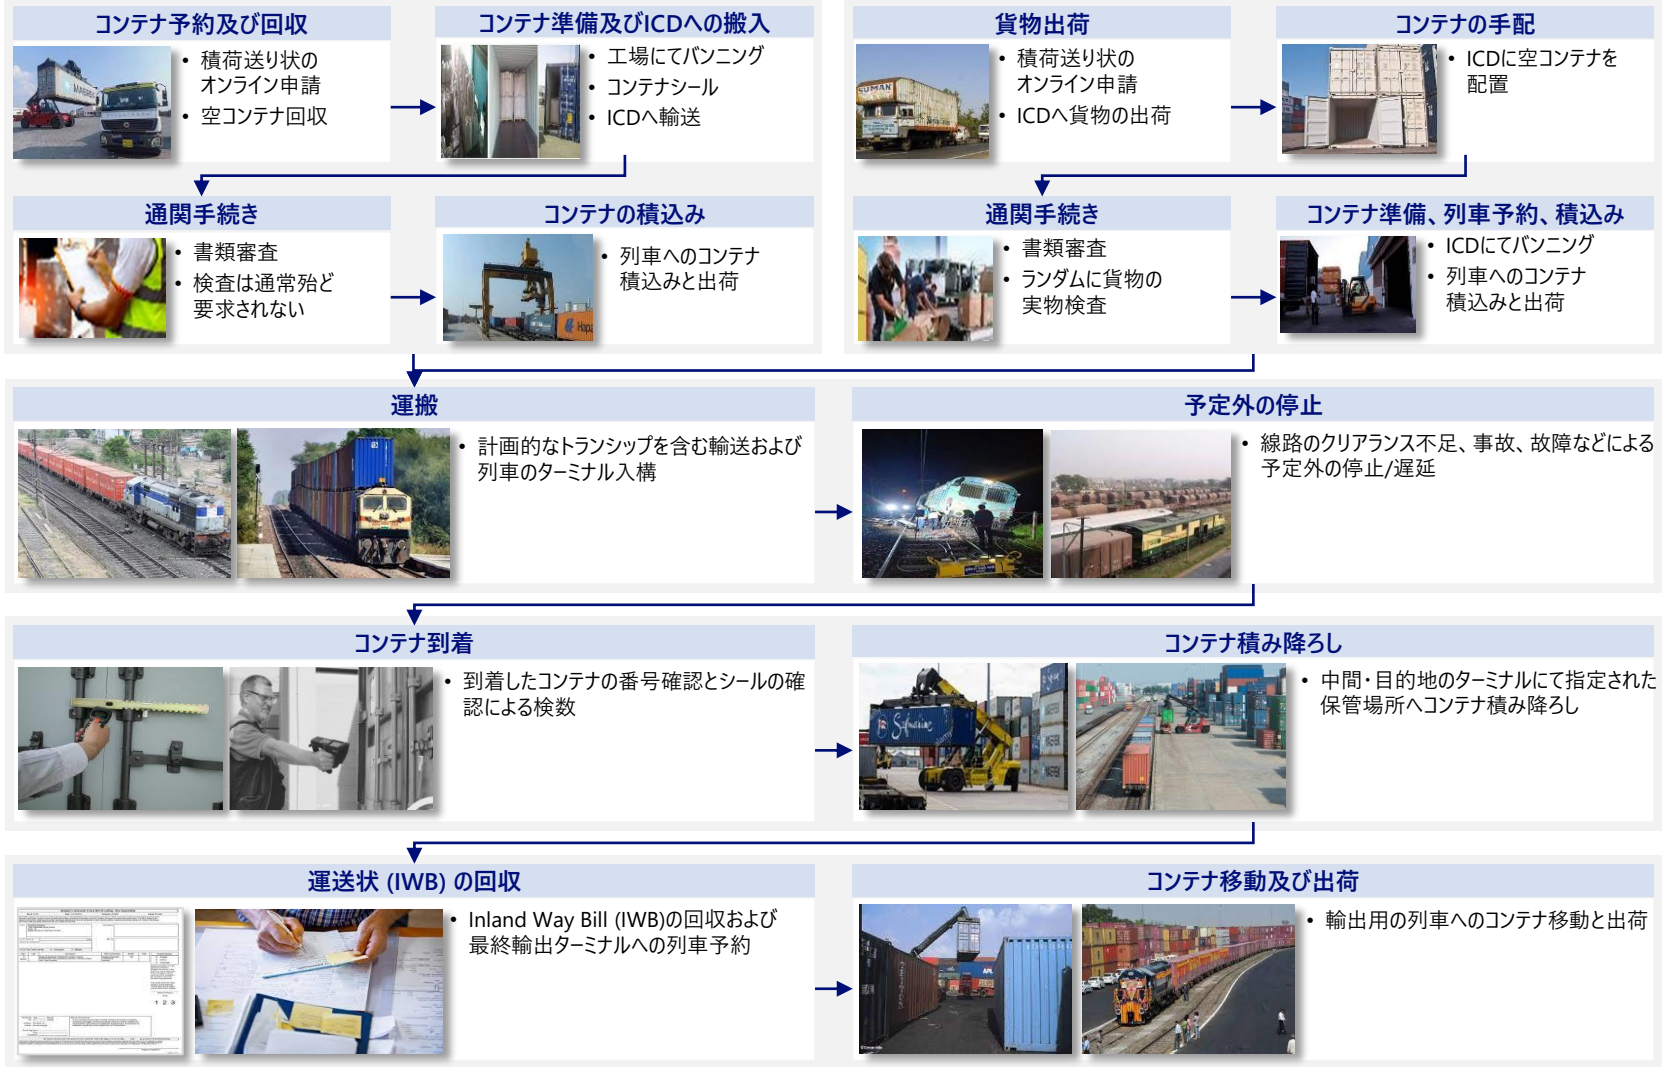 コンテナ予約及び回収
• 積荷送り状の
オンライン申請
• 空コンテナ回収
MAERSK
コンテナ準備及びICDへの搬入
• 工場にてバンニング
• コンテナシール
• ICDへ輸送
通関手続き
• 書類審査
• 検査は通常殆ど
要求されない
コンテナの積込み
• 列車へのコンテナ
積込みと出荷
Hapa
貨物出荷
• 積荷送り状の
オンライン申請
• ICDへ貨物の出荷
SUMAN
コンテナの手配
• ICDに空コンテナを
配置
通関手続き
• 書類審査
• ランダムに貨物の
実物検査
コンテナ準備、列車予約、積込み
• ICDにてバンニング
• 列車へのコンテナ
積込みと出荷
運搬
• 計画的なトランシップを含む輸送および
列車のターミナル入構
予定外の停止
• 線路のクリアランス不足、事故、故障などによる
予定外の停止/遅延
コンテナ到着
• 到着したコンテナの番号確認とシールの確
認による検数
コンテナ積み降ろし
• 中間・目的地のターミナルにて指定された
保管場所へコンテナ積み降ろし
Safmarine
MAERSK
運送状 (IWB) の回収
• Inland Way Bill (IWB)の回収および
最終輸出ターミナルへの列車予約
1 2 3
コンテナ移動及び出荷
• 輸出用の列車へのコンテナ移動と出荷
APL